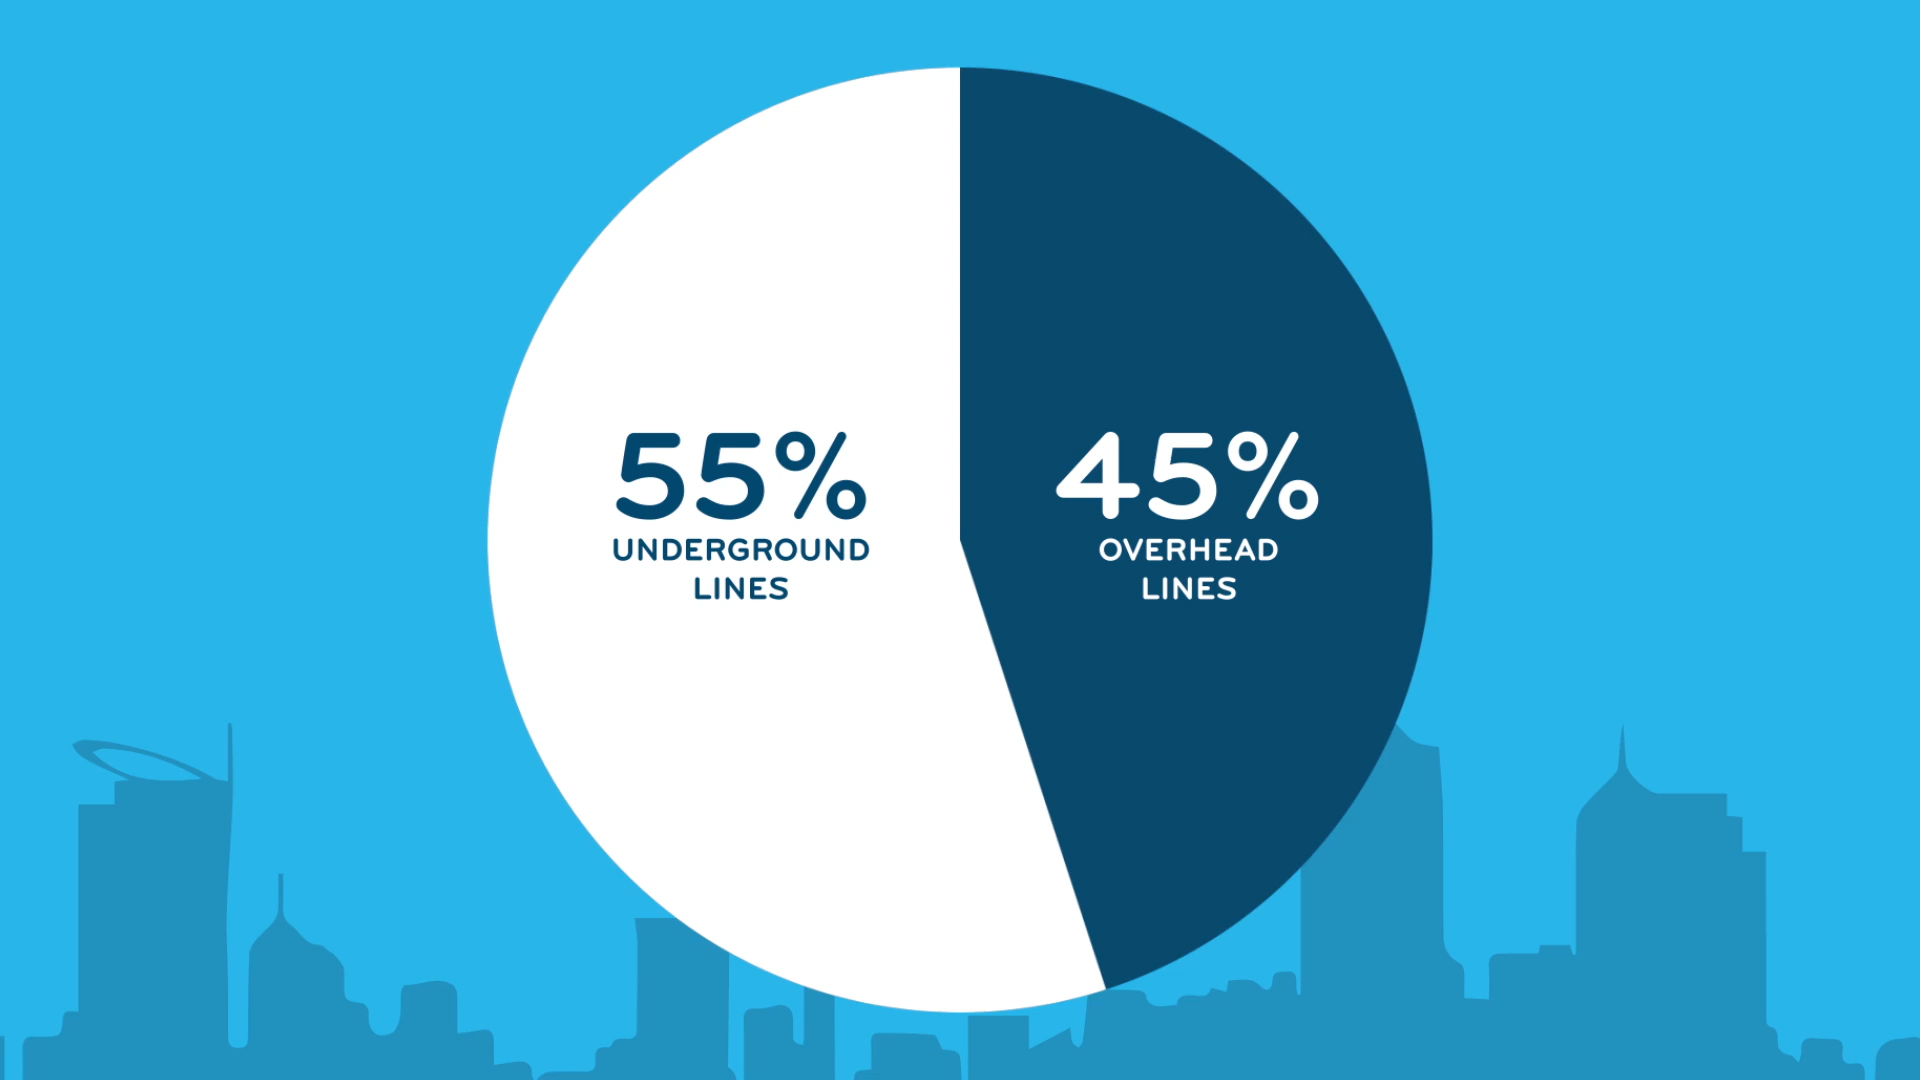 55%
UNDERGROUND
LINES
45%
OVERHEAD
LINES